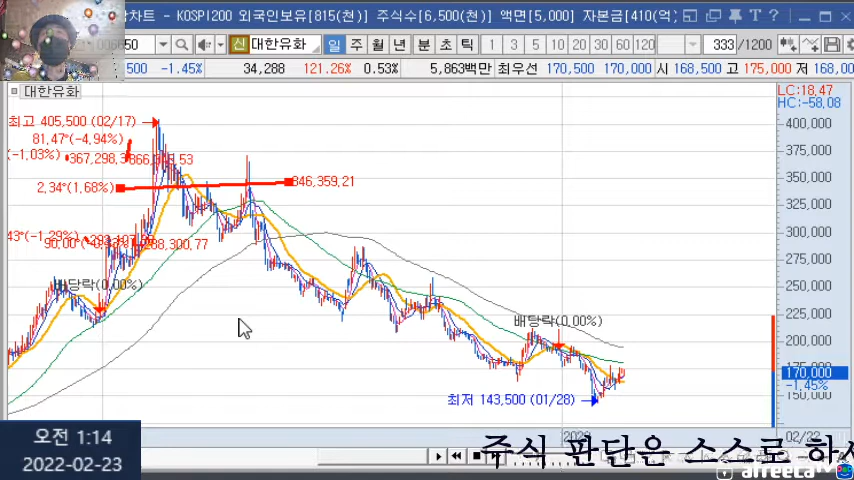 차트 - KOSPI200 외국인보유[815(천)] 주식수[6,500(천)] 액면[5,000] 자본금[410(억)
신 대한유화 일 주 월 년 분 초 틱 1 3 5 10 20 30 60 120 333 /1200
500 -1.45% 34,288 121.26% 0.53% 5,863백만 최우선 170,500 170,000 시 168,500 고 175,000 저 168,00
대한유화
LC:18,47
HC:-58,08
최고 405,500 (02/17)
400,000
81,47°(-4,94%)
(-1,03%)
375,000
2,34°(1,68%)
346,359,21
350,000
325,000
300,000
275,000
배당락(0,00%)
250,000
225,000
배당락(0,00%)
200,000
175,000
170,000
-1,45%
최저 143,500 (01/28)
150,000
02/22
오전 1:14
2022-02-23
주식 판단은 스스로 하시
afreecaTV